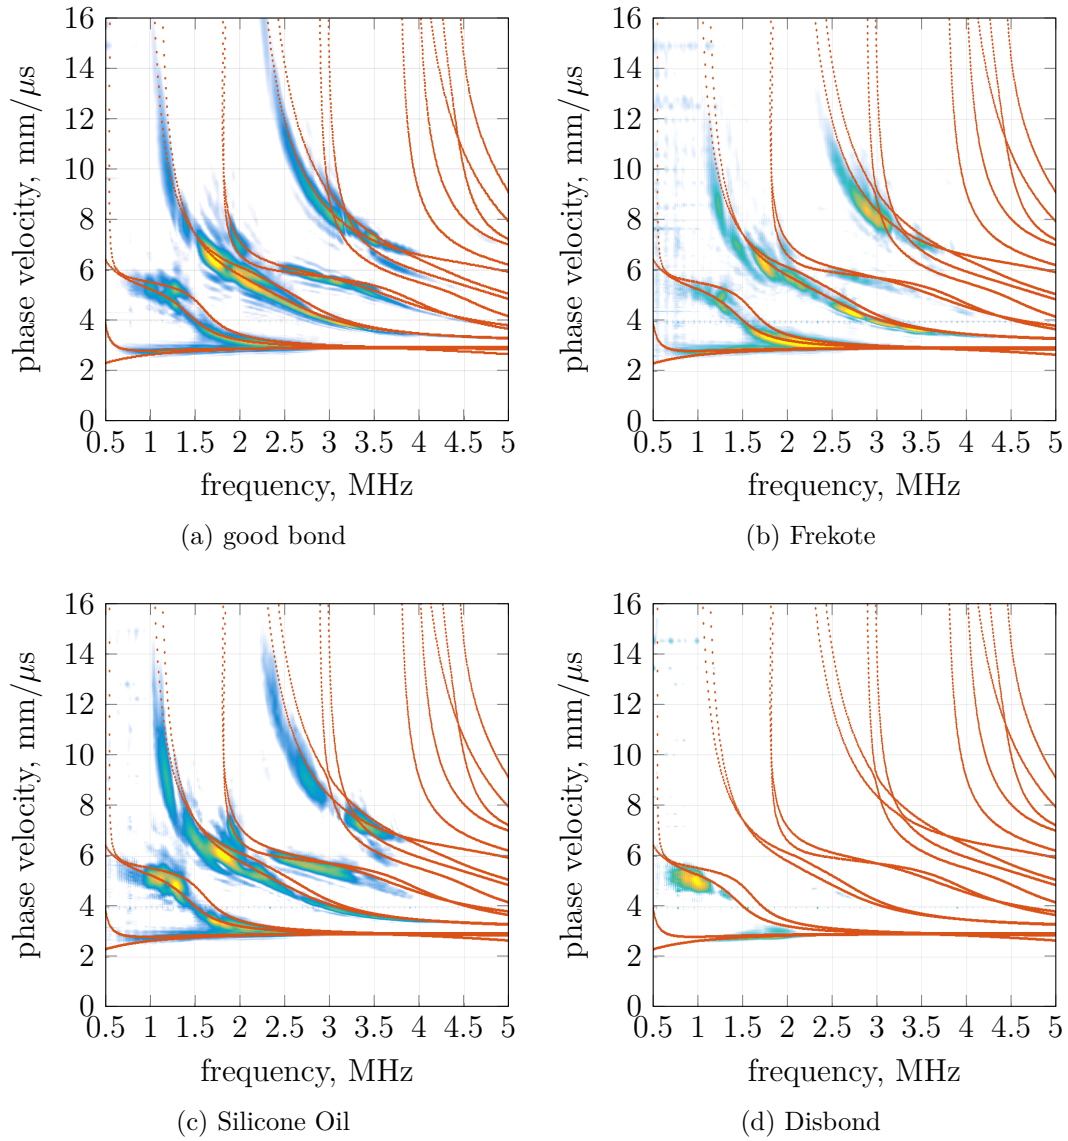 phase velocity, mm/μs
16
14
12
10
8
6
4
2
0
0.5 1 1.5 2 2.5 3 3.5 4 4.5 5
frequency, MHz
(a) good bond
phase velocity, mm/μs
16
14
12
10
8
6
4
2
0
0.5 1 1.5 2 2.5 3 3.5 4 4.5 5
frequency, MHz
(b) Frekote
phase velocity, mm/μs
16
14
12
10
8
6
4
2
0
0.5 1 1.5 2 2.5 3 3.5 4 4.5 5
frequency, MHz
(c) Silicone Oil
phase velocity, mm/μs
16
14
12
10
8
6
4
2
0
0.5 1 1.5 2 2.5 3 3.5 4 4.5 5
frequency, MHz
(d) Disbond